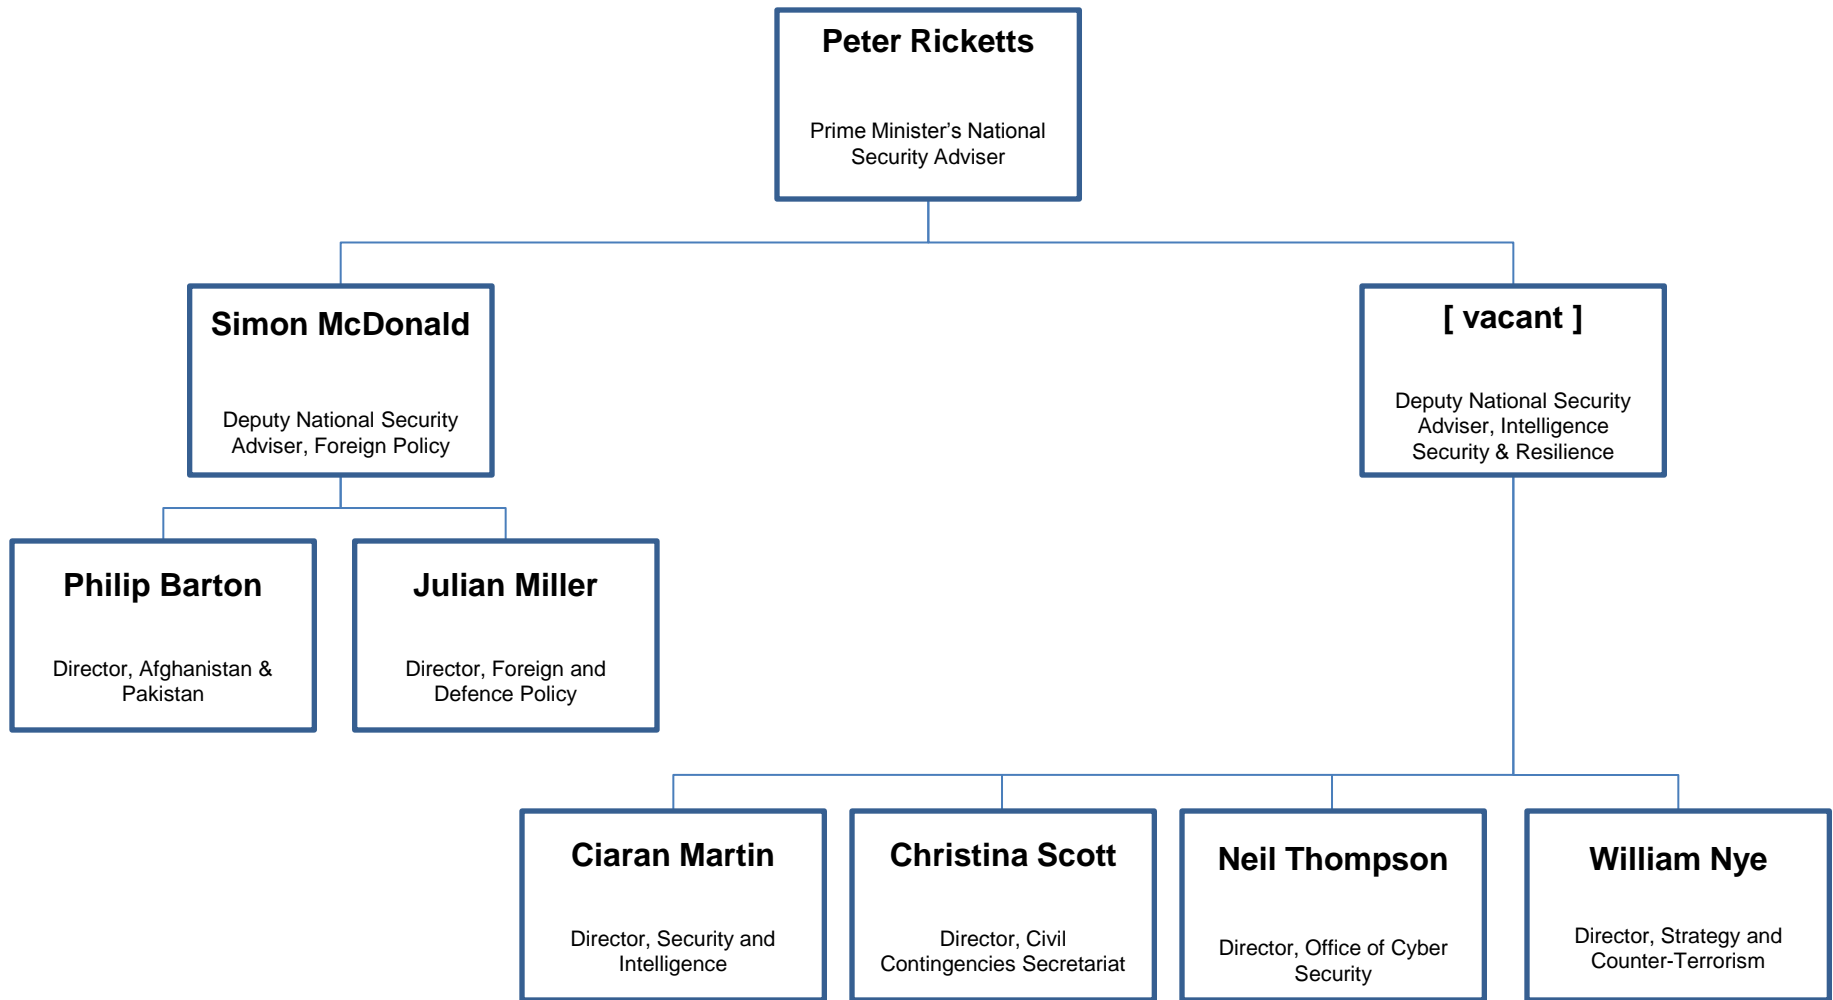 Peter Ricketts
Prime Minister’s National
Security Adviser
Simon McDonald
Deputy National Security
Adviser, Foreign Policy
[ vacant ]
Deputy National Security
Adviser, Intelligence
Security & Resilience
Philip Barton
Director, Afghanistan &
Pakistan
Julian Miller
Director, Foreign and
Defence Policy
Ciaran Martin
Director, Security and
Intelligence
Christina Scott
Director, Civil
Contingencies Secretariat
Neil Thompson
Director, Office of Cyber
Security
William Nye
Director, Strategy and
Counter-Terrorism